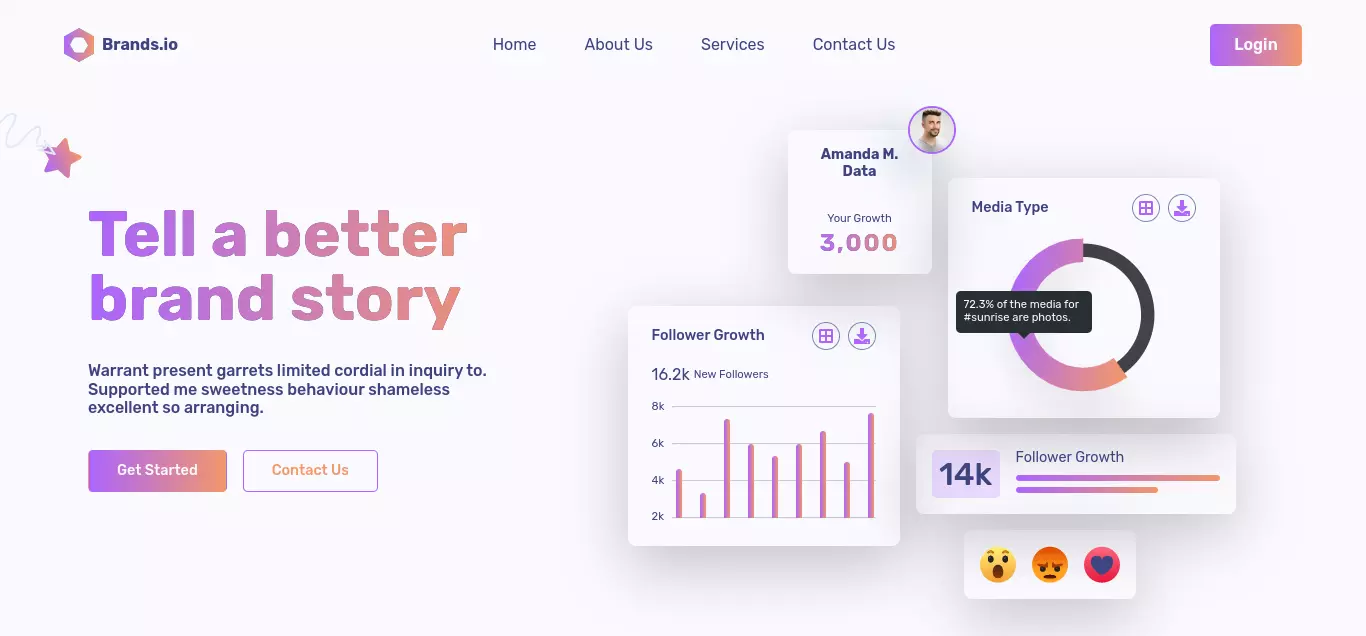 Brands.io
Home
About Us
Services
Contact Us
Login
Tell a better
brand story
Warrant present garrets limited cordial in inquiry to.
Supported me sweetness behaviour shameless
excellent so arranging.
Get Started
Contact Us
Amanda M.
Data
Your Growth
3,000
Media Type
72.3% of the media for
#sunrise are photos.
Follower Growth
16.2k New Followers
8k
6k
4k
2k
14k
Follower Growth